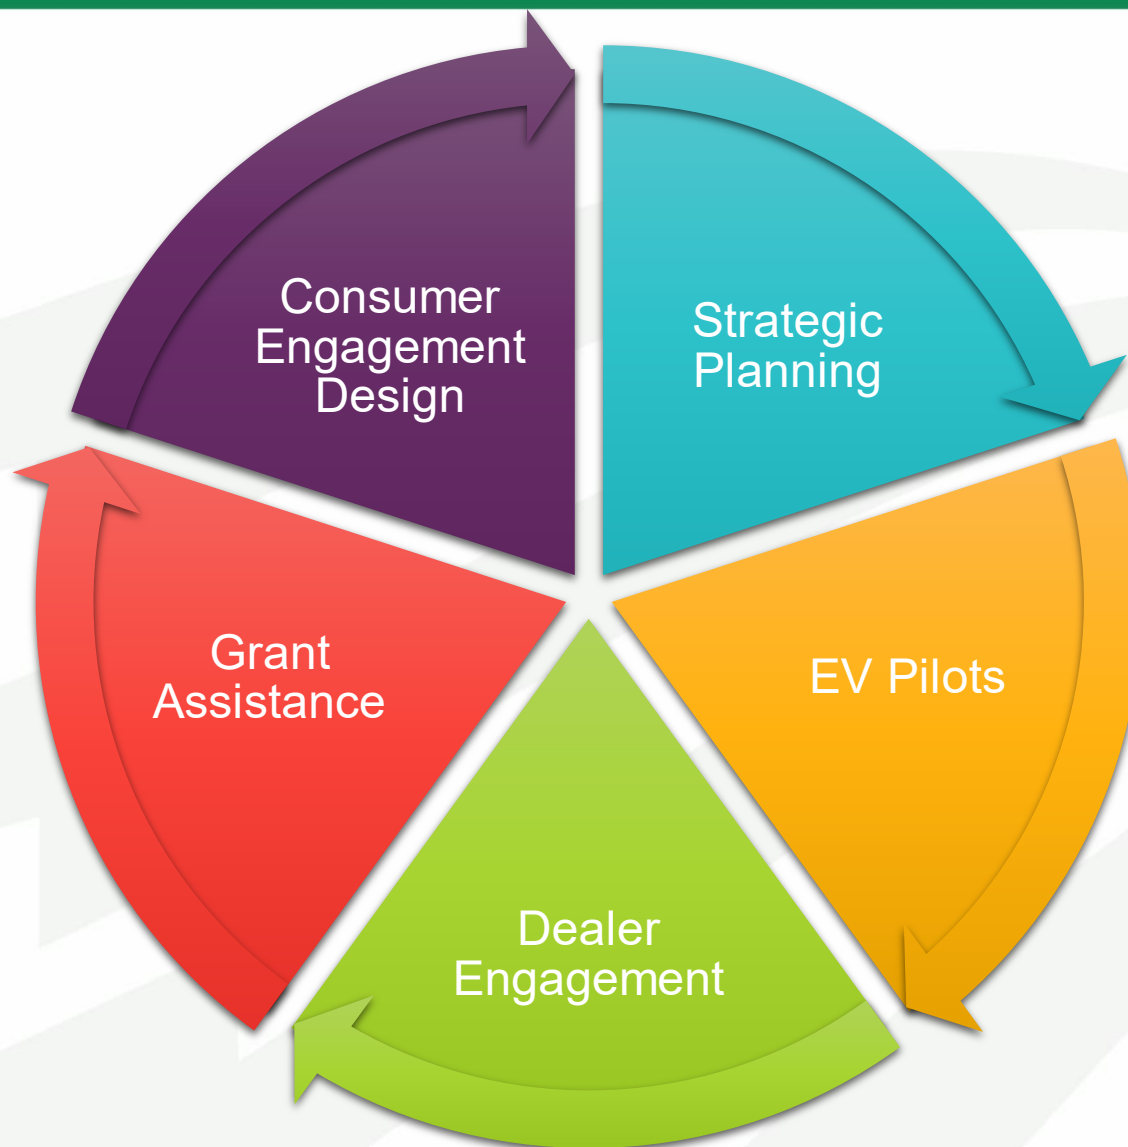 Consumer
Engagement
Design
Strategic
Planning
Grant
Assistance
EV Pilots
Dealer
Engagement